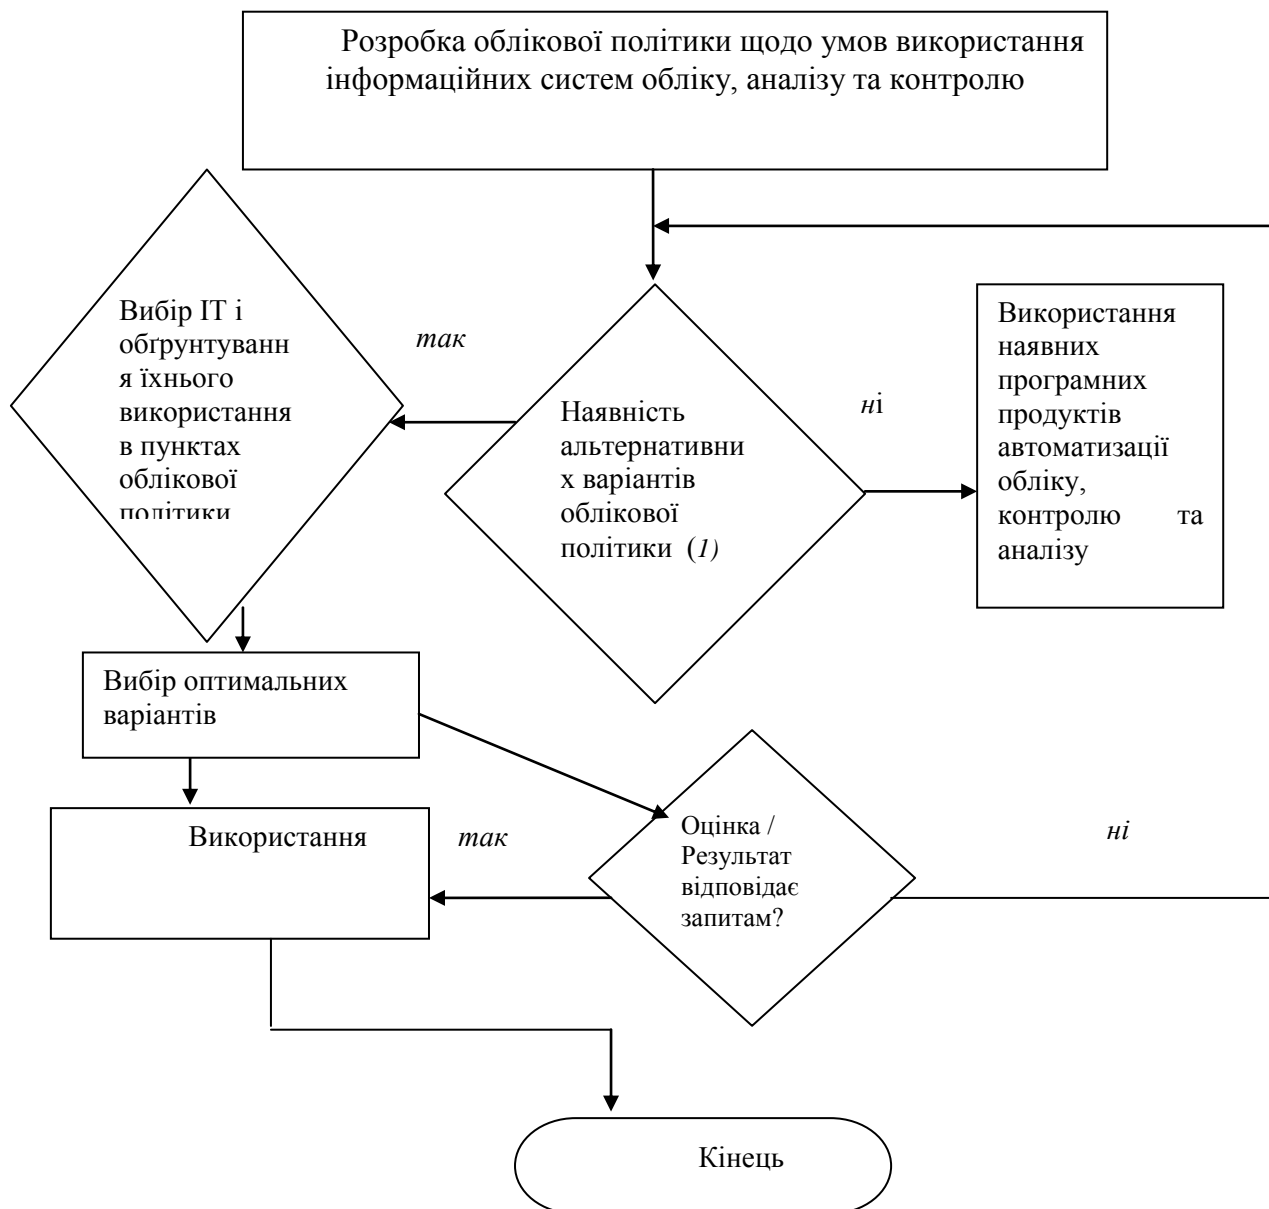 Розробка облікової політики щодо умов використання
інформаційних систем обліку, аналізу та контролю
Вибір ІТ і
обґрунтуванн
я їхнього
використання
в пунктах
облікової
політики
так
Наявність
альтернативни
х варіантів
облікової
політики (1)
ні
Використання
наявних
програмних
продуктів
автоматизації
обліку,
контролю та
аналізу
Вибір оптимальних
варіантів
Використання
так
Оцінка /
Результат
відповідає
запитам?
ні
Кінець